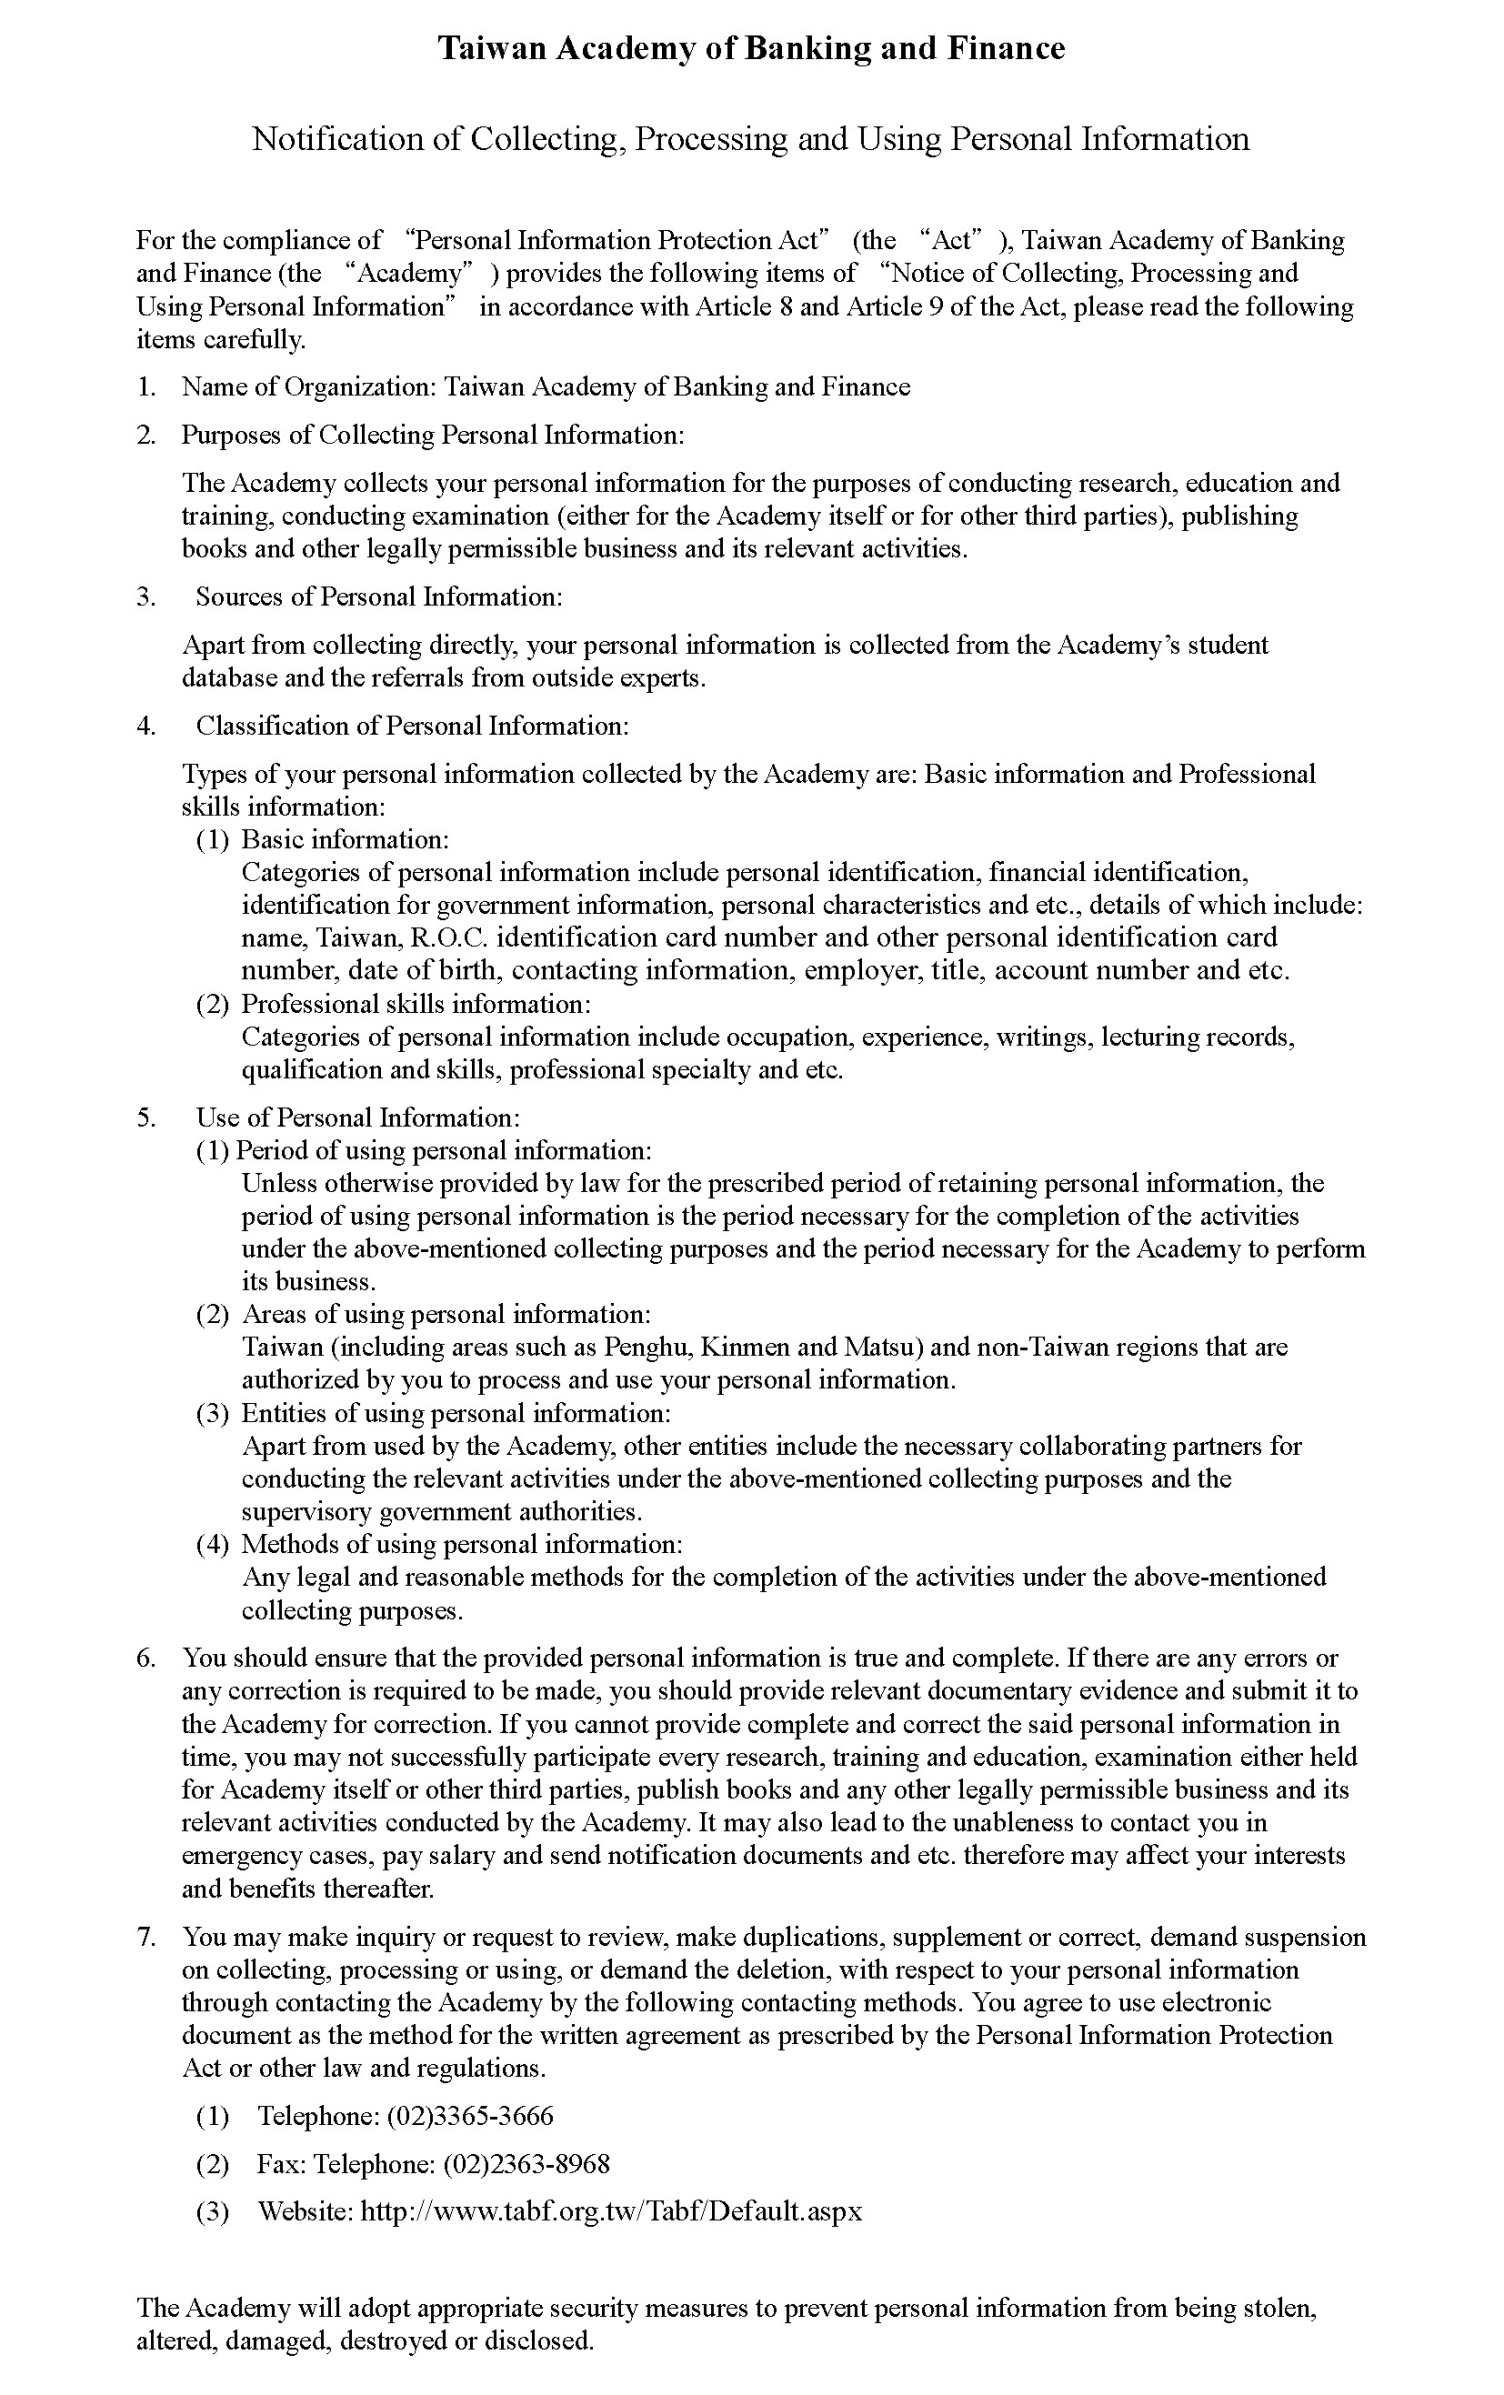 Taiwan Academy of Banking and Finance
Notification of Collecting, Processing and Using Personal Information
For the compliance of “Personal Information Protection Act” (the “Act”), Taiwan Academy of Banking
and Finance (the “Academy”) provides the following items of “Notice of Collecting, Processing and
Using Personal Information” in accordance with Article 8 and Article 9 of the Act, please read the following
items carefully.
1. Name of Organization: Taiwan Academy of Banking and Finance
2. Purposes of Collecting Personal Information:
The Academy collects your personal information for the purposes of conducting research, education and
training, conducting examination (either for the Academy itself or for other third parties), publishing
books and other legally permissible business and its relevant activities.
3. Sources of Personal Information:
Apart from collecting directly, your personal information is collected from the Academy’s student
database and the referrals from outside experts.
4. Classification of Personal Information:
Types of your personal information collected by the Academy are: Basic information and Professional
skills information:
(1) Basic information:
Categories of personal information include personal identification, financial identification,
identification for government information, personal characteristics and etc., details of which include:
name, Taiwan, R.O.C. identification card number and other personal identification card
number, date of birth, contacting information, employer, title, account number and etc.
(2) Professional skills information:
Categories of personal information include occupation, experience, writings, lecturing records,
qualification and skills, professional specialty and etc.
5. Use of Personal Information:
(1) Period of using personal information:
Unless otherwise provided by law for the prescribed period of retaining personal information, the
period of using personal information is the period necessary for the completion of the activities
under the above-mentioned collecting purposes and the period necessary for the Academy to perform
its business.
(2) Areas of using personal information:
Taiwan (including areas such as Penghu, Kinmen and Matsu) and non-Taiwan regions that are
authorized by you to process and use your personal information.
(3) Entities of using personal information:
Apart from used by the Academy, other entities include the necessary collaborating partners for
conducting the relevant activities under the above-mentioned collecting purposes and the
supervisory government authorities.
(4) Methods of using personal information:
Any legal and reasonable methods for the completion of the activities under the above-mentioned
collecting purposes.
6. You should ensure that the provided personal information is true and complete. If there are any errors or
any correction is required to be made, you should provide relevant documentary evidence and submit it to
the Academy for correction. If you cannot provide complete and correct the said personal information in
time, you may not successfully participate every research, training and education, examination either held
for Academy itself or other third parties, publish books and any other legally permissible business and its
relevant activities conducted by the Academy. It may also lead to the unableness to contact you in
emergency cases, pay salary and send notification documents and etc. therefore may affect your interests
and benefits thereafter.
7. You may make inquiry or request to review, make duplications, supplement or correct, demand suspension
on collecting, processing or using, or demand the deletion, with respect to your personal information
through contacting the Academy by the following contacting methods. You agree to use electronic
document as the method for the written agreement as prescribed by the Personal Information Protection
Act or other law and regulations.
(1) Telephone: (02)3365-3666
(2) Fax: Telephone: (02)2363-8968
(3) Website: http://www.tabf.org.tw/Tabf/Default.aspx
The Academy will adopt appropriate security measures to prevent personal information from being stolen,
altered, damaged, destroyed or disclosed.